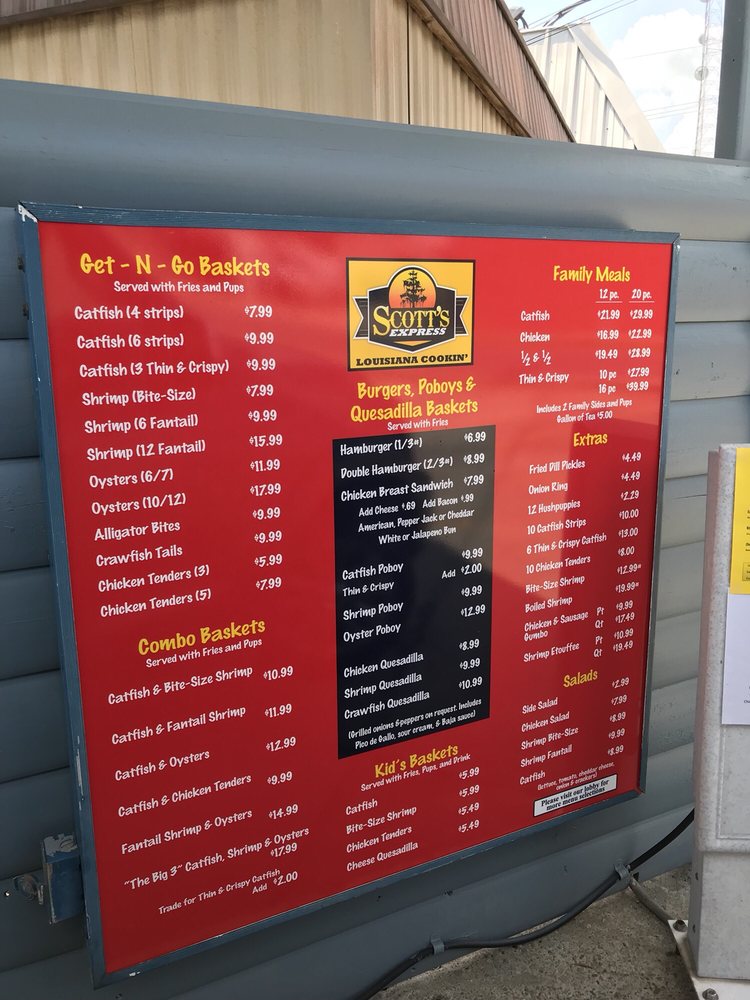 Get - N - Go Baskets
Served with Fries and Pups
Catfish (4 strips) $7.99
Catfish (6 strips) $9.99
Catfish (3 Thin & Crispy) $9.99
Shrimp (Bite-Size) $7.99
Shrimp (6 Fantail) $9.99
Shrimp (12 Fantail) $15.99
Oysters (6/7) $11.99
Oysters (10/12) $17.99
Alligator Bites $9.99
Crawfish Tails $9.99
Chicken Tenders (3) $5.99
Chicken Tenders (5) $7.99
Combo Baskets
Served with Fries and Pups
Catfish & Bite-Size Shrimp $10.99
Catfish & Fantail Shrimp $11.99
Catfish & Oysters $12.99
Catfish & Chicken Tenders $9.99
Fantail Shrimp & Oysters $14.99
"The Big 3" Catfish, Shrimp & Oysters
$17.99
Trade for Thin & Crispy Catfish
Add $2.00
SCOTT'S
EXPRESS
LOUISIANA COOKIN'
Burgers, Poboys &
Quesadilla Baskets
Served with Fries
Hamburger (1/3#) $6.99
Double Hamburger (2/3#) $8.99
Chicken Breast Sandwich $7.99
Add Cheese $.69 Add Bacon $.99
American, Pepper Jack or Cheddar
White or Jalapeno Bun
Catfish Poboy $9.99
Thin & Crispy Add $2.00
Shrimp Poboy $9.99
Oyster Poboy $12.99
Chicken Quesadilla $8.99
Shrimp Quesadilla $9.99
Crawfish Quesadilla $10.99
(Grilled onions &peppers on request. Includes
Pico de Gallo, sour cream, & Baja sauce)
Kid's Baskets
Served with Fries, Pups, and Drink
Catfish $5.99
Bite-Size Shrimp $5.99
Chicken Tenders $5.49
Cheese Quesadilla $5.49
Family Meals
12 pc. 20 pc.
Catfish $21.99 $29.99
Chicken $16.99 $22.99
½ & ½ $19.49 $28.99
Thin & Crispy 10 pc $27.99
16 pc $39.99
Includes 2 Family Sides and Pups
Gallon of Tea $5.00
Extras
Fried Dill Pickles $4.49
Onion Ring $4.49
12 Hushpuppies $2.29
10 Catfish Strips $10.00
6 Thin & Crispy Catfish $13.00
10 Chicken Tenders $8.00
Bite-Size Shrimp $12.99#
Boiled Shrimp $19.99#
Chicken & Sausage Pt $9.99
Gumbo Qt $17.49
Shrimp Etouffee Pt $10.99
Qt $19.49
Salads
Side Salad $2.99
Chicken Salad $7.99
Shrimp Bite-Size $8.99
Shrimp Fantail $9.99
Catfish $8.99
(lettuce, tomato, cheddar cheese,
onion & croutons)
Please visit our lobby for
more menu selections